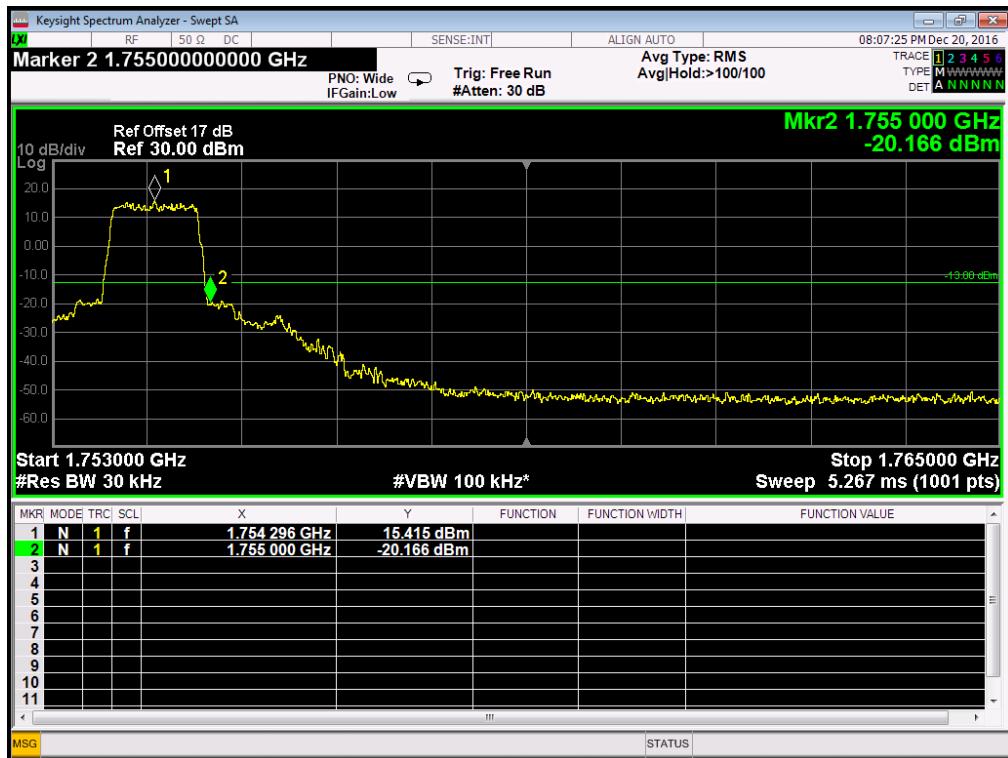 Keysight Spectrum Analyzer - Swept SA
LXI RF 50 Ω DC SENSE:INT ALIGN AUTO 08:07:25 PM Dec 20, 2016
Marker 2 1.755000000000 GHz
PNO: Wide
IFGain:Low
Trig: Free Run
#Atten: 30 dB
Avg Type: RMS
Avg|Hold:>100/100
TRACE 1 2 3 4 5 6
TYPE M W W W W W
DET A N N N N N
Mkr2 1.755 000 GHz
-20.166 dBm
Ref Offset 17 dB
10 dB/div Ref 30.00 dBm
Log
1
20.0
10.0
0.00
-10.0
2
-13.00 dBm
-20.0
-30.0
-40.0
-50.0
-60.0
Start 1.753000 GHz Stop 1.765000 GHz
#Res BW 30 kHz #VBW 100 kHz* Sweep 5.267 ms (1001 pts)
MKR MODE TRC SCL X Y FUNCTION FUNCTION WIDTH FUNCTION VALUE
1 N 1 f 1.754 296 GHz 15.415 dBm
2 N 1 f 1.755 000 GHz -20.166 dBm
3
4
5
6
7
8
9
10
11
MSG STATUS